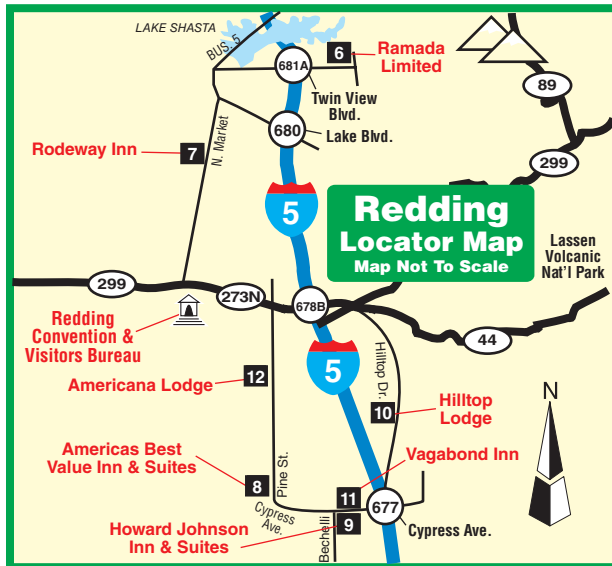 LAKE SHASTA
BUS. 5
6
Ramada
Limited
681A
Twin View
Blvd.
89
680
Lake Blvd.
Rodeway Inn
7
N. Market
299
5
Redding
Locator Map
Map Not To Scale
Lassen
Volcanic
Nat'l Park
299
273N
678B
44
Redding
Convention &
Visitors Bureau
5
Hilltop Dr.
Americana Lodge
12
10
Hilltop
Lodge
N
Americas Best
Value Inn & Suites
8
Pine St.
Vagabond Inn
11
677
Cypress
Ave.
Cypress Ave.
Howard Johnson
Inn & Suites
9
Bechelli